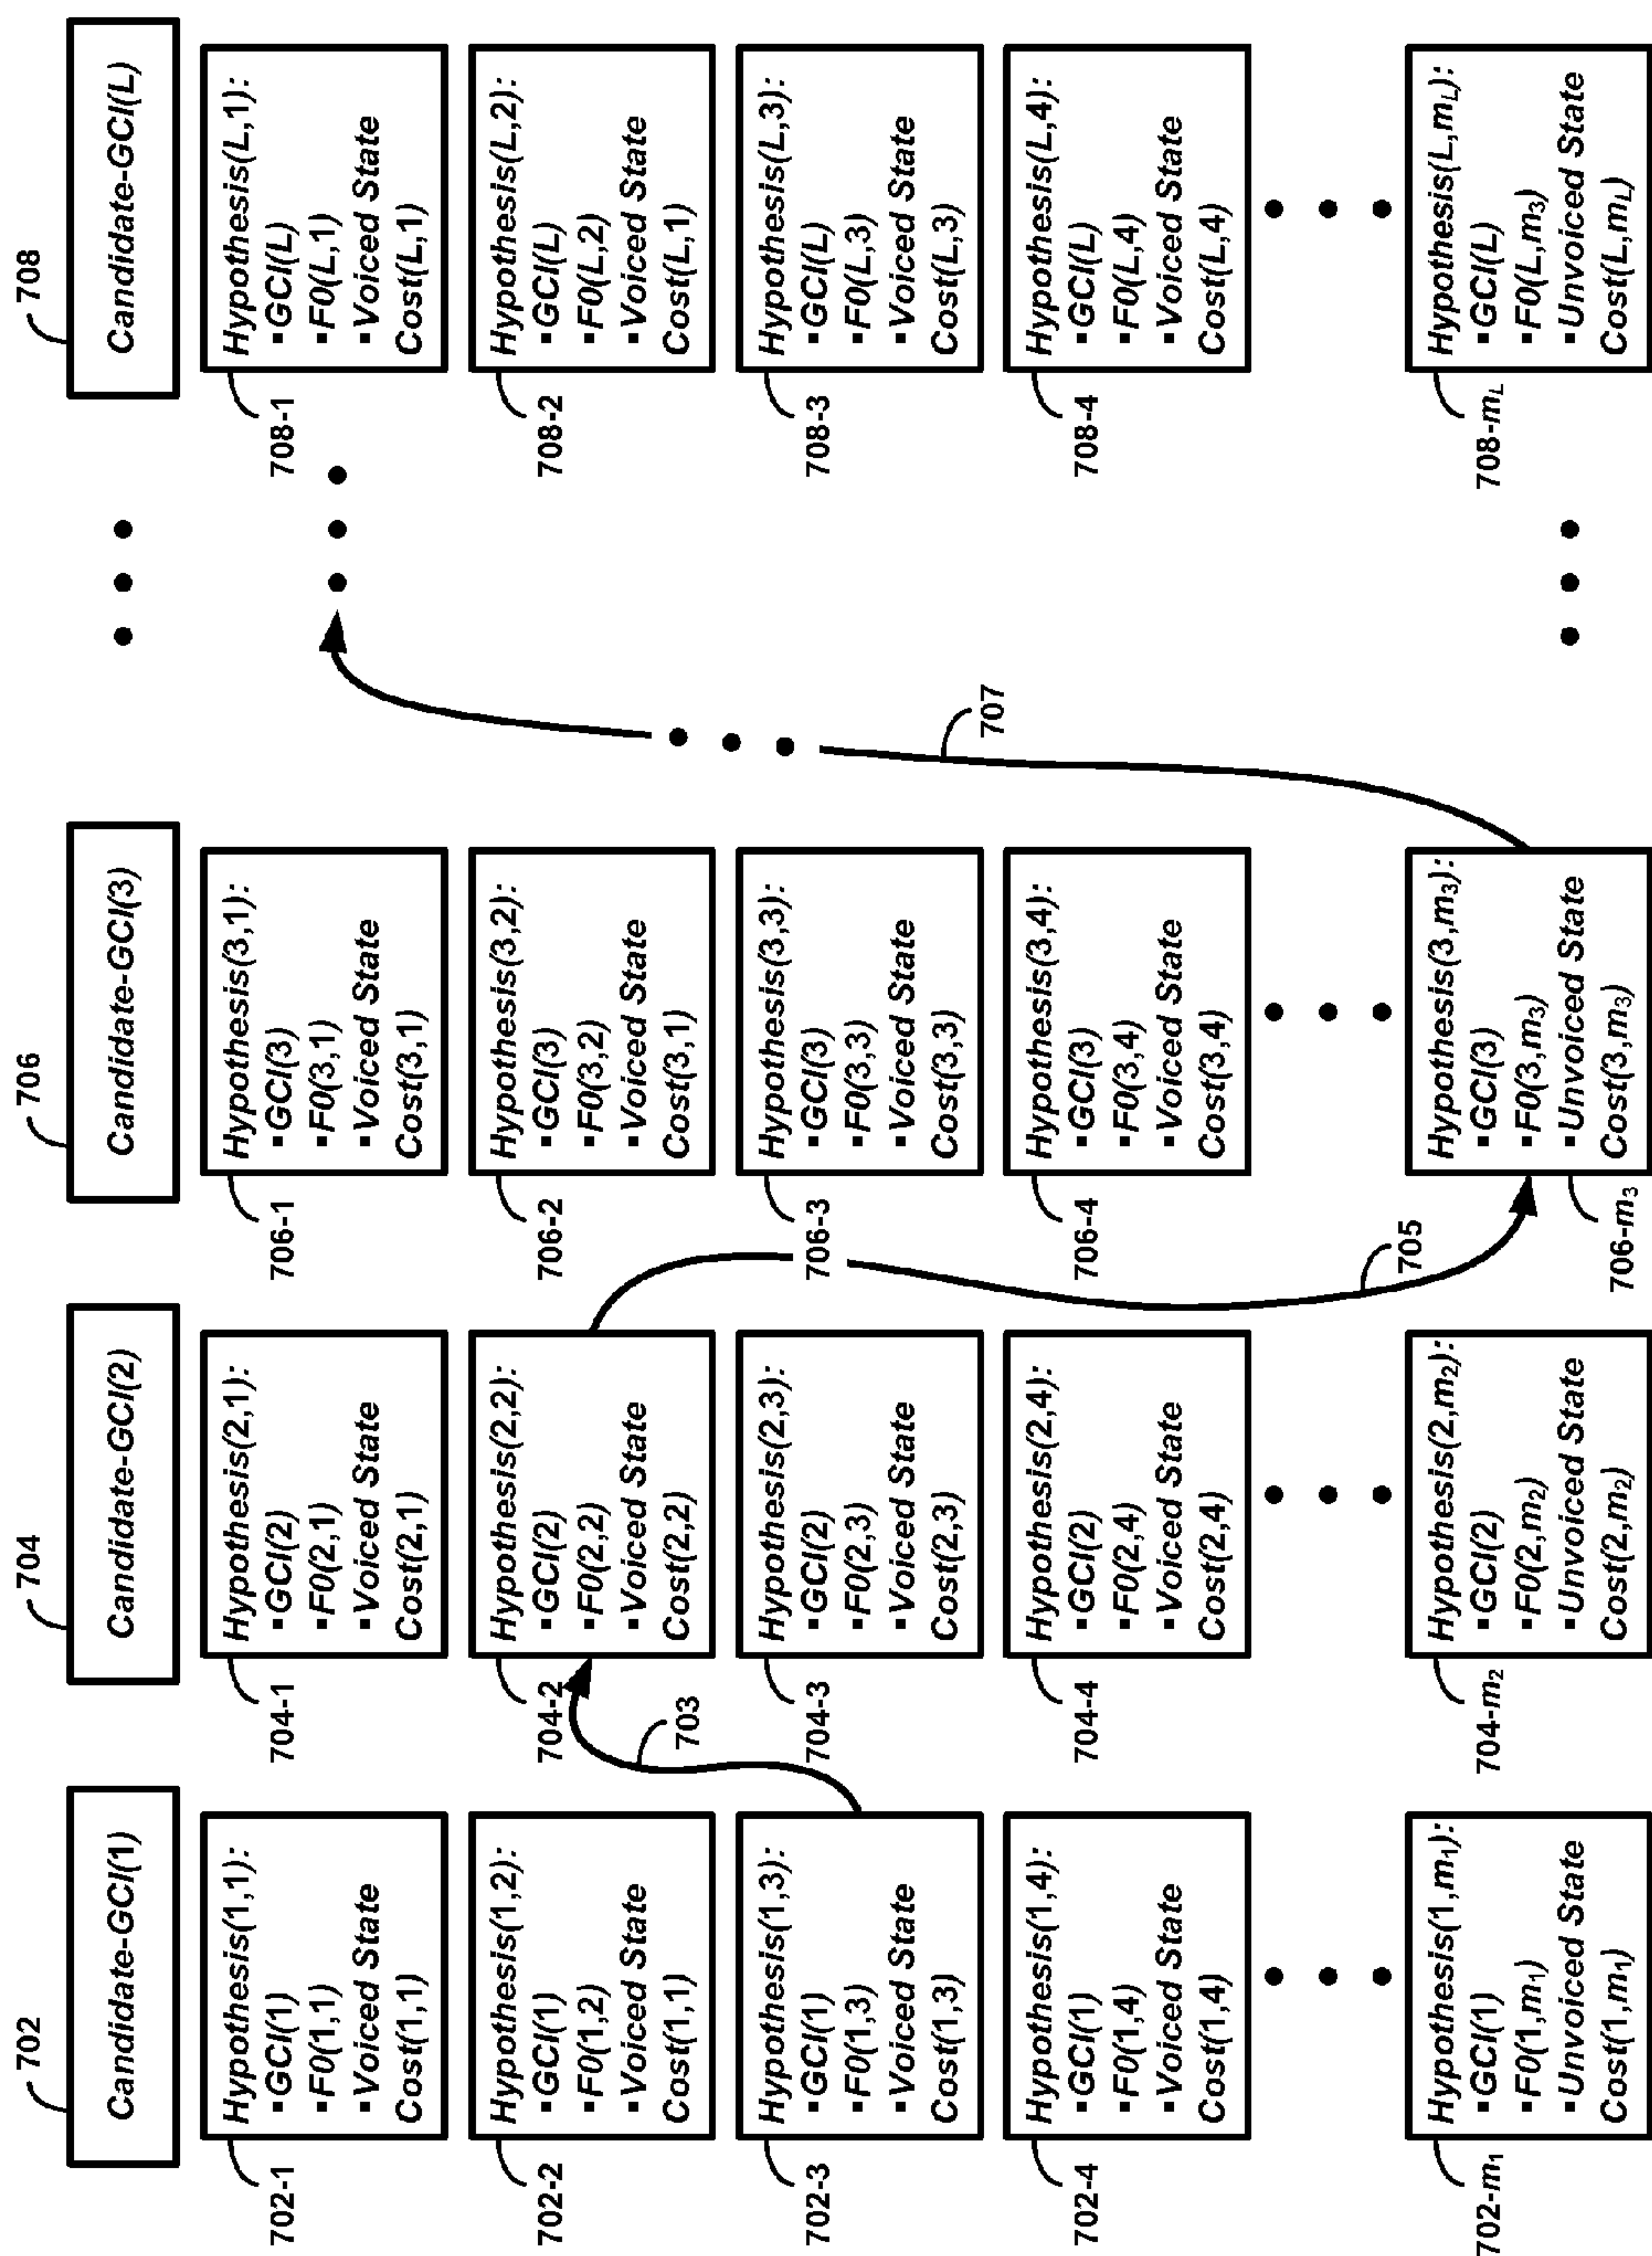 702
Candidate-GCI(1)
702-1
Hypothesis(1,1):
▪GCI(1)
▪F0(1,1)
▪Voiced State
Cost(1,1)
702-2
Hypothesis(1,2):
▪GCI(1)
▪F0(1,2)
▪Voiced State
Cost(1,1)
702-3
Hypothesis(1,3):
▪GCI(1)
▪F0(1,3)
▪Voiced State
Cost(1,3)
702-4
Hypothesis(1,4):
▪GCI(1)
▪F0(1,4)
▪Voiced State
Cost(1,4)
702-m₁
Hypothesis(1,m₁):
▪GCI(1)
▪F0(1,m₁)
▪Unvoiced State
Cost(1,m₁)
703
704
Candidate-GCI(2)
704-1
Hypothesis(2,1):
▪GCI(2)
▪F0(2,1)
▪Voiced State
Cost(2,1)
704-2
Hypothesis(2,2):
▪GCI(2)
▪F0(2,2)
▪Voiced State
Cost(2,2)
704-3
Hypothesis(2,3):
▪GCI(2)
▪F0(2,3)
▪Voiced State
Cost(2,3)
704-4
Hypothesis(2,4):
▪GCI(2)
▪F0(2,4)
▪Voiced State
Cost(2,4)
704-m₂
Hypothesis(2,m₂):
▪GCI(2)
▪F0(2,m₂)
▪Unvoiced State
Cost(2,m₂)
705
706
Candidate-GCI(3)
706-1
Hypothesis(3,1):
▪GCI(3)
▪F0(3,1)
▪Voiced State
Cost(3,1)
706-2
Hypothesis(3,2):
▪GCI(3)
▪F0(3,2)
▪Voiced State
Cost(3,1)
706-3
Hypothesis(3,3):
▪GCI(3)
▪F0(3,3)
▪Voiced State
Cost(3,3)
706-4
Hypothesis(3,4):
▪GCI(3)
▪F0(3,4)
▪Voiced State
Cost(3,4)
706-m₃
Hypothesis(3,m₃):
▪GCI(3)
▪F0(3,m₃)
▪Unvoiced State
Cost(3,m₃)
707
708
Candidate-GCI(L)
708-1
Hypothesis(L,1):
▪GCI(L)
▪F0(L,1)
▪Voiced State
Cost(L,1)
708-2
Hypothesis(L,2):
▪GCI(L)
▪F0(L,2)
▪Voiced State
Cost(L,1)
708-3
Hypothesis(L,3):
▪GCI(L)
▪F0(L,3)
▪Voiced State
Cost(L,3)
708-4
Hypothesis(L,4):
▪GCI(L)
▪F0(L,4)
▪Voiced State
Cost(L,4)
708-m_L
Hypothesis(L,m_L):
▪GCI(L)
▪F0(L,m₃)
▪Unvoiced State
Cost(L,m_L)